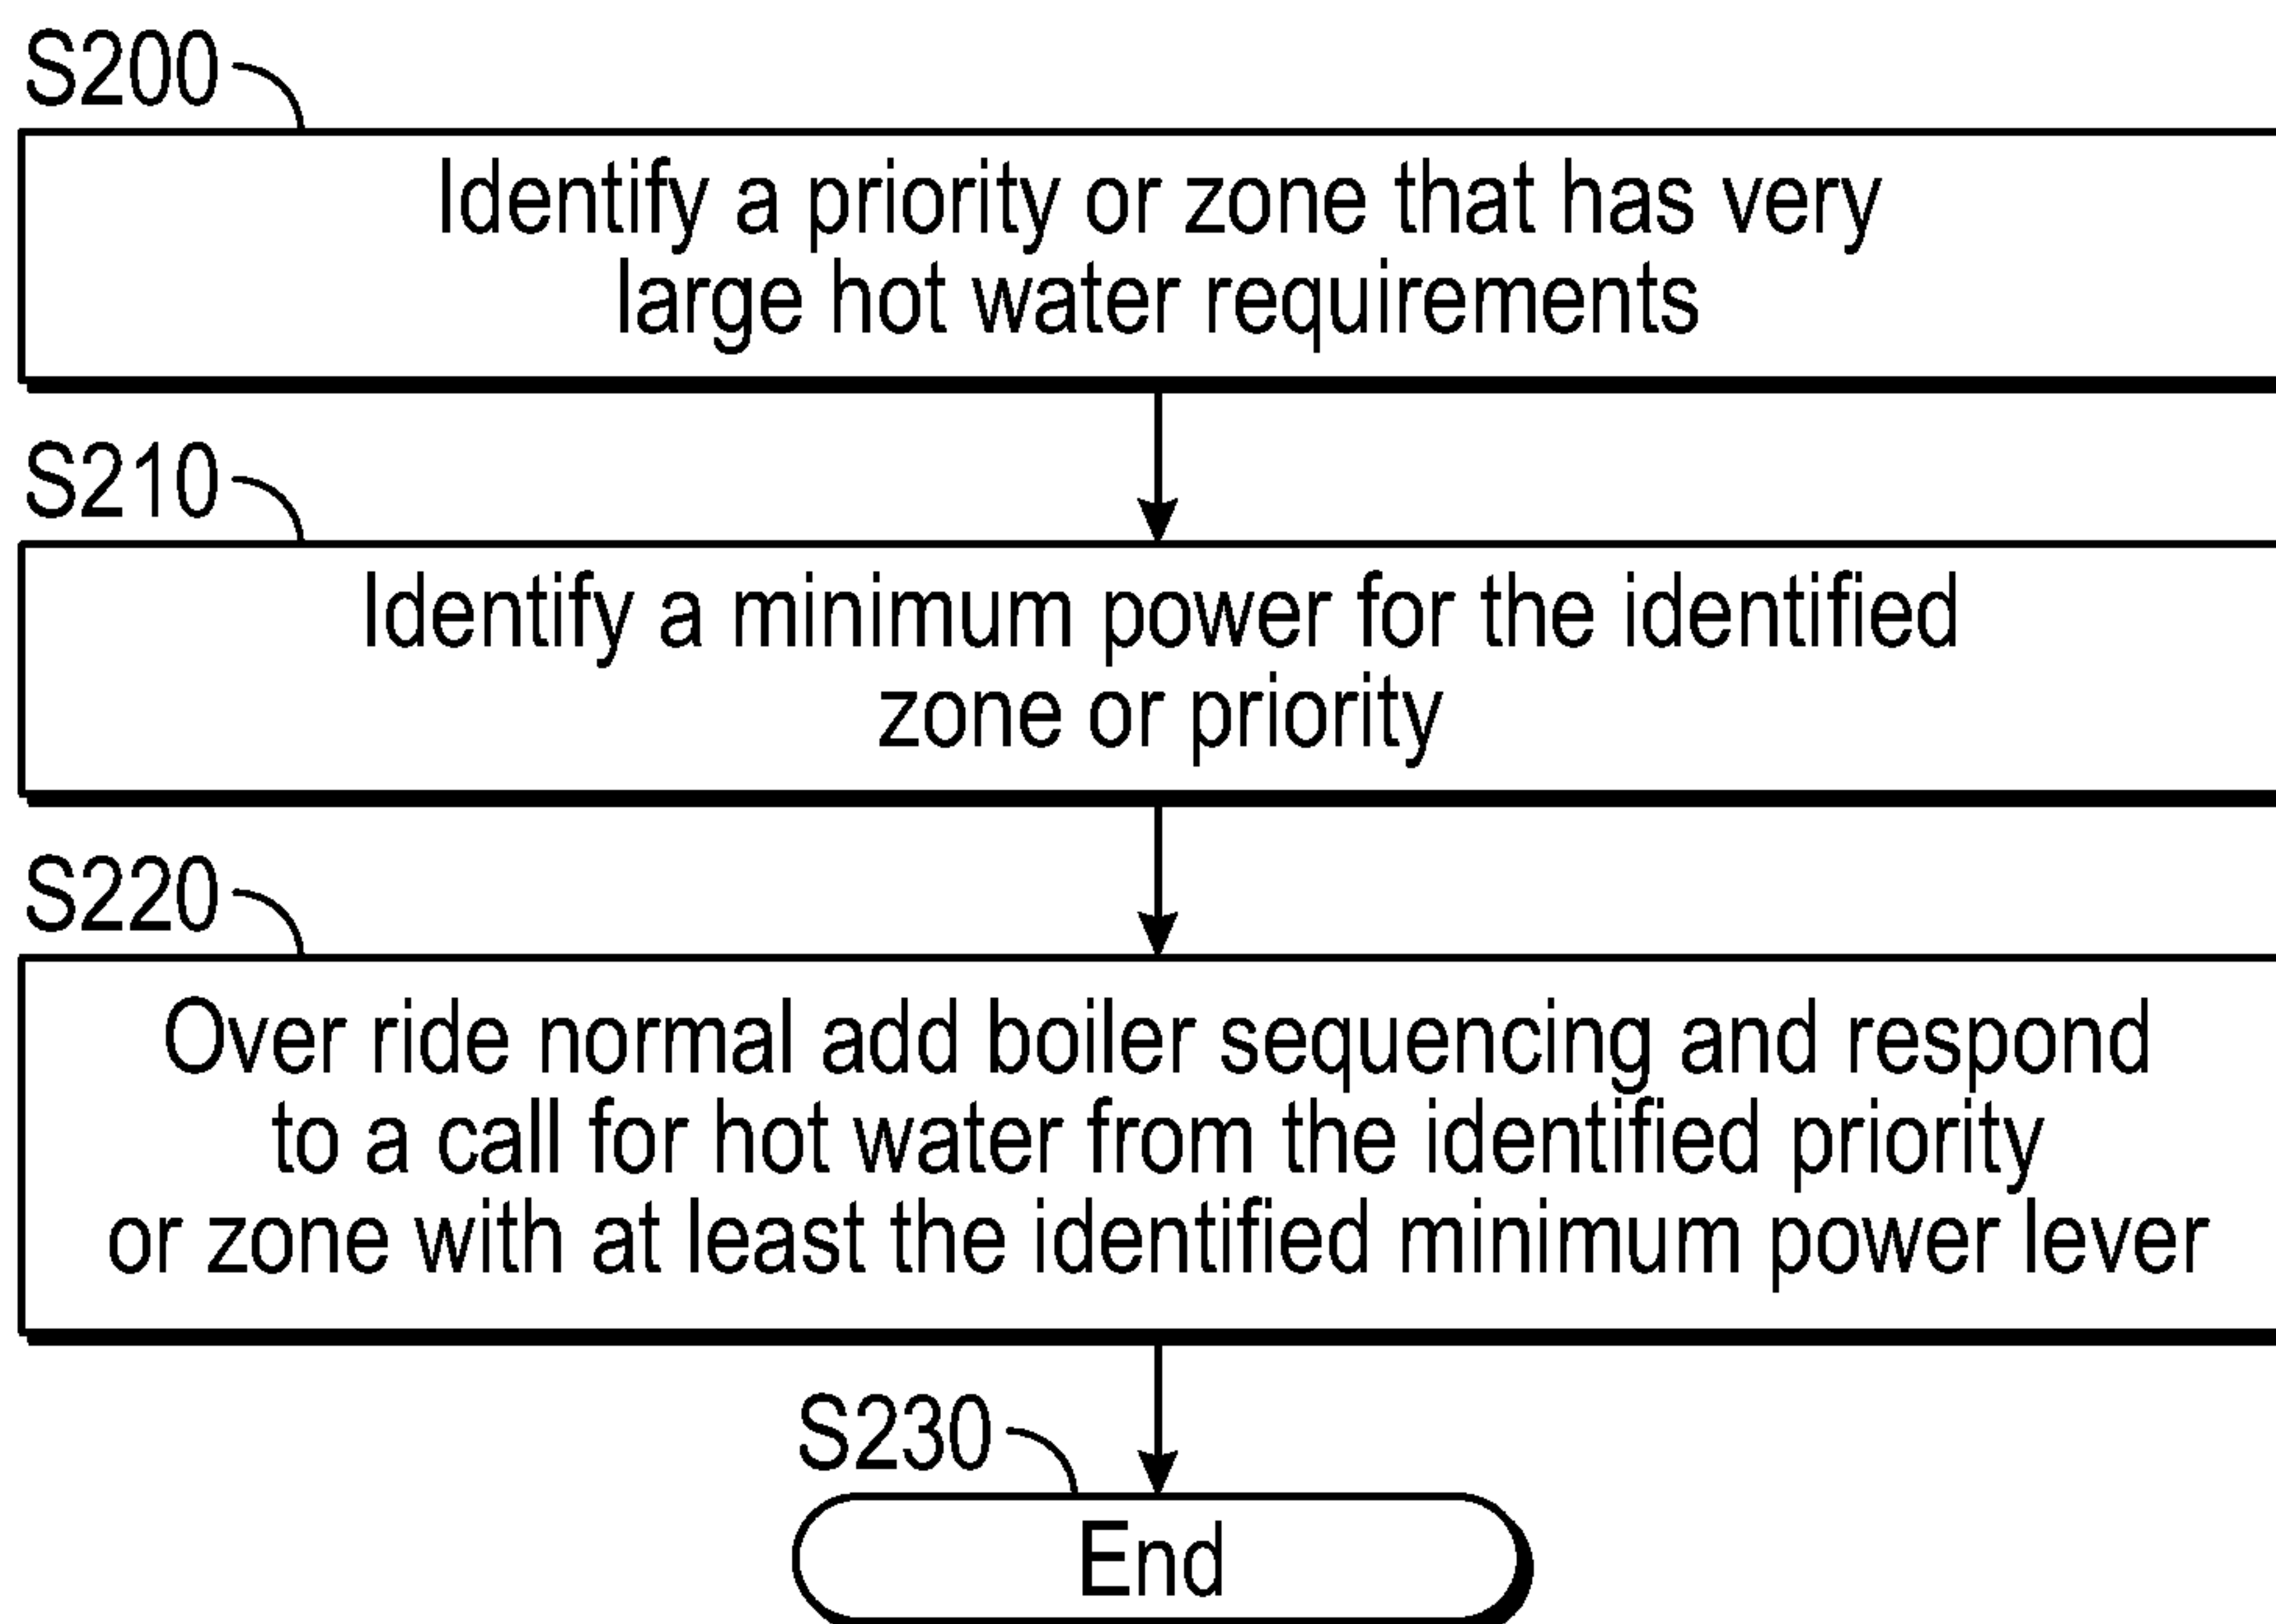 S200
Identify a priority or zone that has very
large hot water requirements
S210
Identify a minimum power for the identified
zone or priority
S220
Over ride normal add boiler sequencing and respond
to a call for hot water from the identified priority
or zone with at least the identified minimum power lever
S230
End